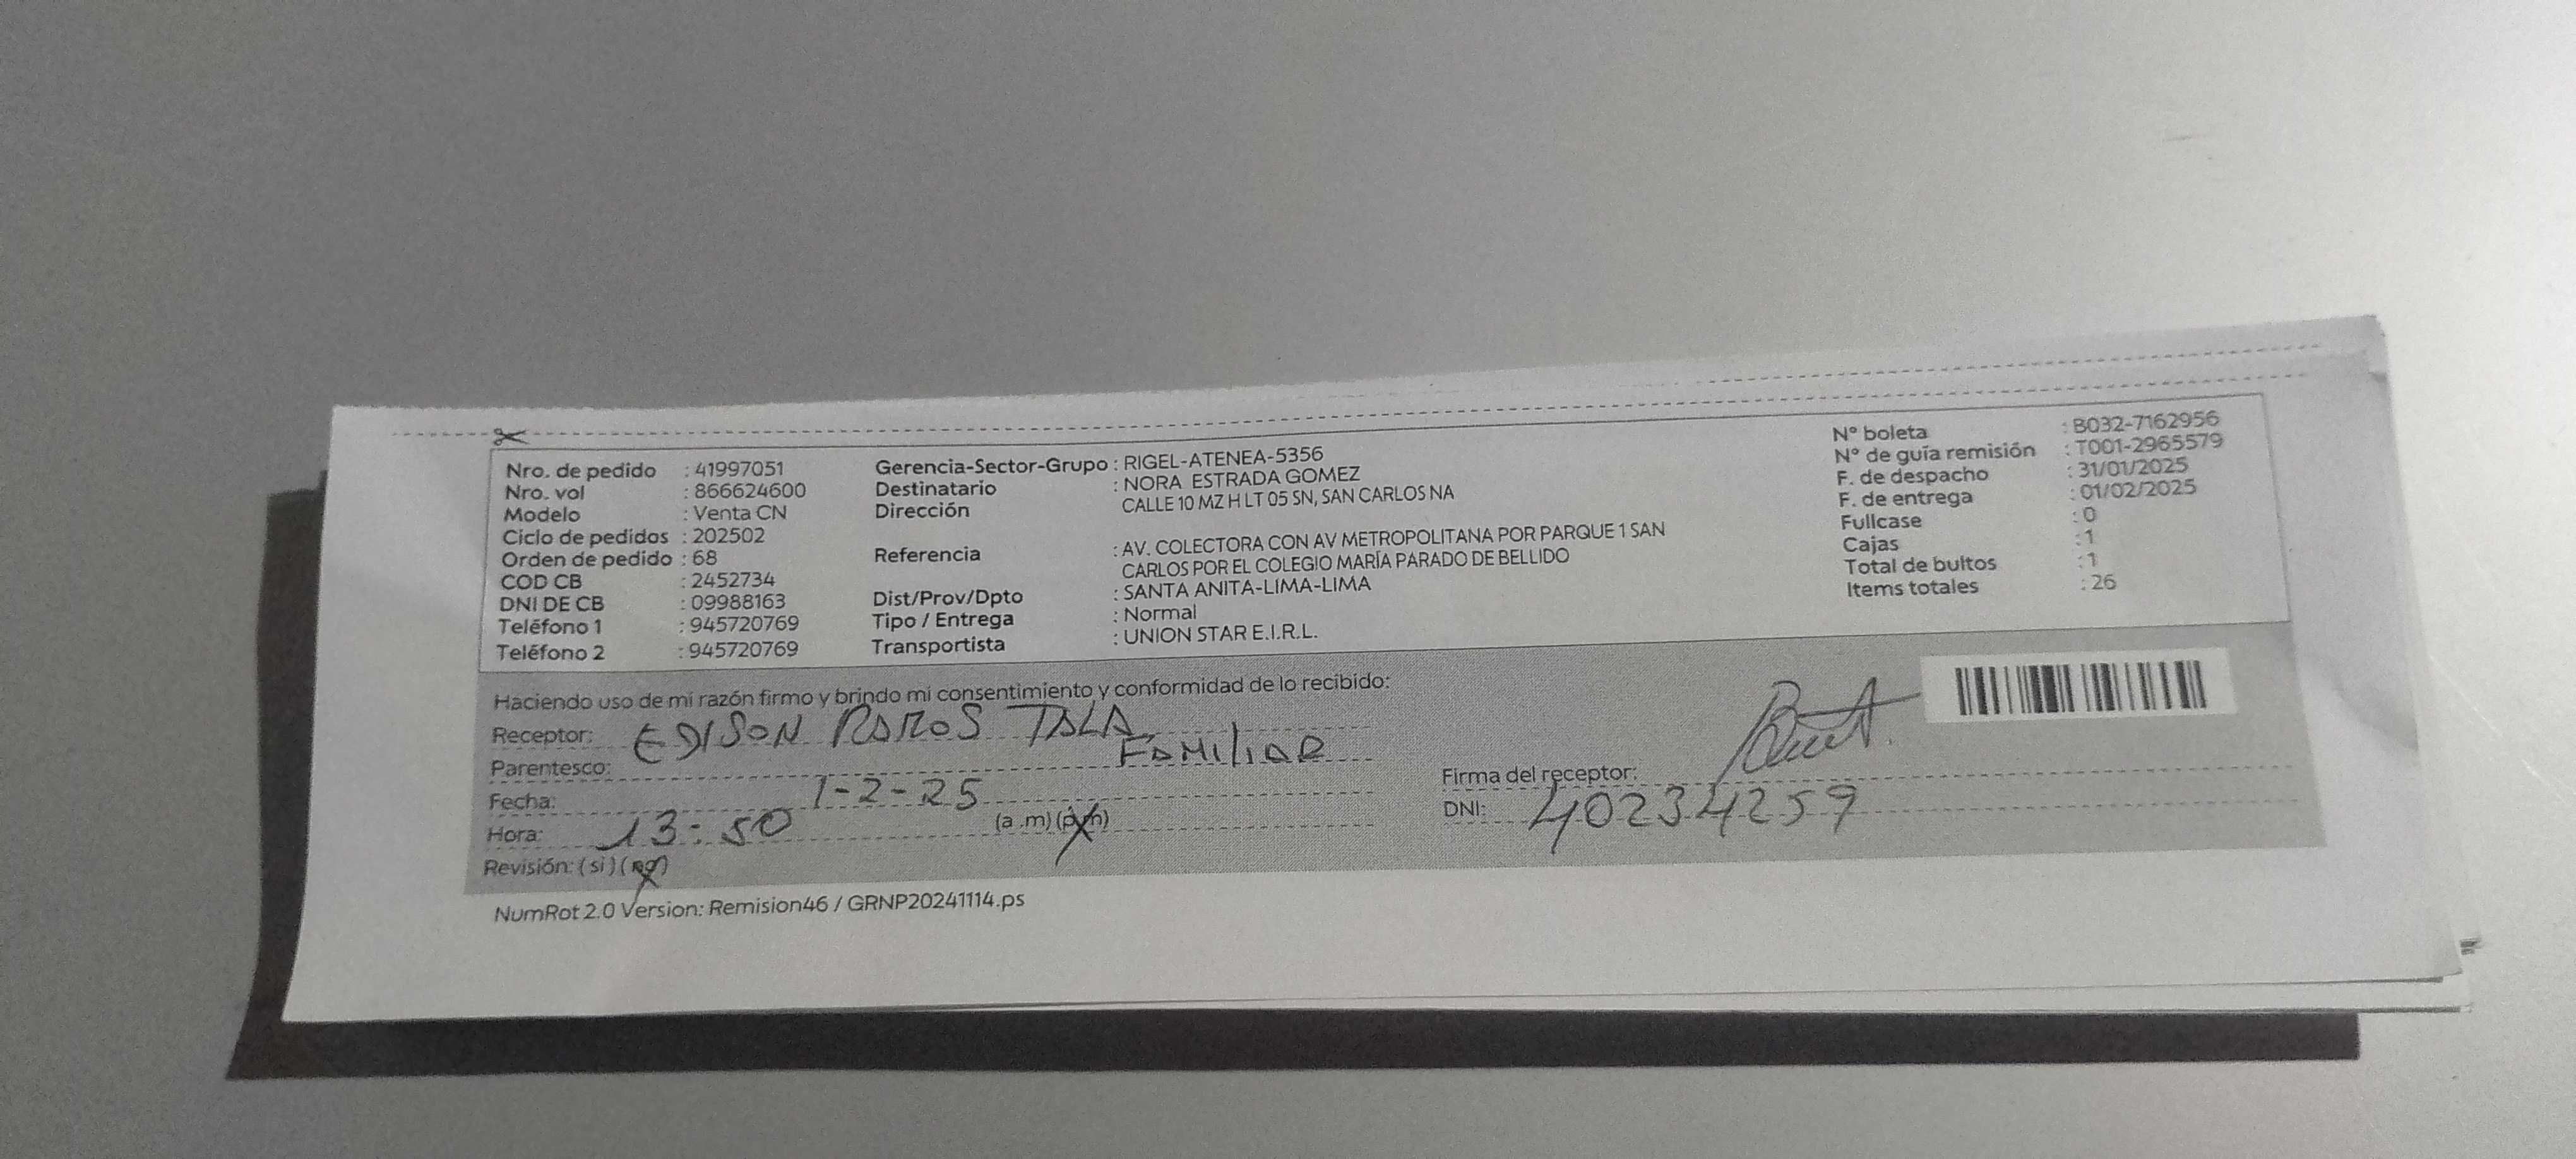 Nro. de pedido : 41997051
Nro. vol : 866624600
Modelo : Venta CN
Ciclo de pedidos : 202502
Orden de pedido : 68
COD CB : 2452734
DNI DE CB : 09988163
Teléfono 1 : 945720769
Teléfono 2 : 945720769
Gerencia-Sector-Grupo : RIGEL-ATENEA-5356
Destinatario : NORA ESTRADA GOMEZ
Dirección CALLE 10 MZ H LT 05 SN, SAN CARLOS NA
Referencia : AV. COLECTORA CON AV METROPOLITANA POR PARQUE 1 SAN
CARLOS POR EL COLEGIO MARÍA PARADO DE BELLIDO
Dist/Prov/Dpto : SANTA ANITA-LIMA-LIMA
Tipo / Entrega : Normal
Transportista : UNION STAR E.I.R.L.
N° boleta : B032-7162956
N° de guía remisión : T001-2965579
F. de despacho : 31/01/2025
F. de entrega : 01/02/2025
Fullcase : 0
Cajas : 1
Total de bultos : 1
Items totales : 26
Haciendo uso de mi razón firmo y brindo mi consentimiento y conformidad de lo recibido:
Receptor: EDISON RAMOS
Parentesco: FAMILIAR
Fecha: 1-2-25
Hora: 13:50 (a.m) (p.m)
Revisión: (si) (no)
Firma del receptor:
DNI: 40234259
NumRot 2.0 Version: Remision46 / GRNP20241114.ps